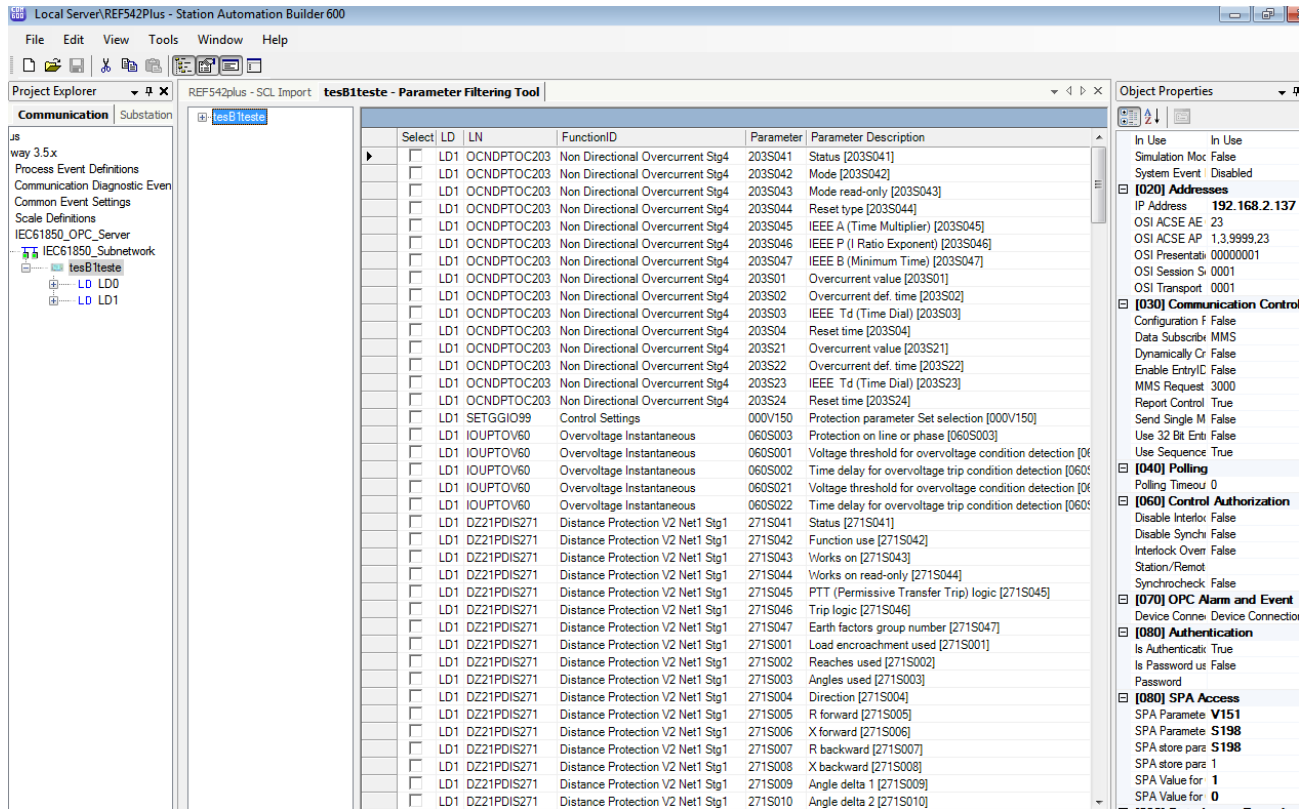 Local Server\REF542Plus - Station Automation Builder 600
File Edit View Tools Window Help
Project Explorer
Communication Substation
us
way 3.5.x
Process Event Definitions
Communication Diagnostic Even
Common Event Settings
Scale Definitions
IEC61850_OPC_Server
IEC61850_Subnetwork
tesB1teste
LD LD0
LD LD1
REF542plus - SCL Import tesB1teste - Parameter Filtering Tool
tesB1teste
Select LD LN FunctionID Parameter Parameter Description
LD1 OCNDPTOC203 Non Directional Overcurrent Stg4 203S041 Status [203S041]
LD1 OCNDPTOC203 Non Directional Overcurrent Stg4 203S042 Mode [203S042]
LD1 OCNDPTOC203 Non Directional Overcurrent Stg4 203S043 Mode read-only [203S043]
LD1 OCNDPTOC203 Non Directional Overcurrent Stg4 203S044 Reset type [203S044]
LD1 OCNDPTOC203 Non Directional Overcurrent Stg4 203S045 IEEE A (Time Multiplier) [203S045]
LD1 OCNDPTOC203 Non Directional Overcurrent Stg4 203S046 IEEE P (I Ratio Exponent) [203S046]
LD1 OCNDPTOC203 Non Directional Overcurrent Stg4 203S047 IEEE B (Minimum Time) [203S047]
LD1 OCNDPTOC203 Non Directional Overcurrent Stg4 203S01 Overcurrent value [203S01]
LD1 OCNDPTOC203 Non Directional Overcurrent Stg4 203S02 Overcurrent def. time [203S02]
LD1 OCNDPTOC203 Non Directional Overcurrent Stg4 203S03 IEEE Td (Time Dial) [203S03]
LD1 OCNDPTOC203 Non Directional Overcurrent Stg4 203S04 Reset time [203S04]
LD1 OCNDPTOC203 Non Directional Overcurrent Stg4 203S21 Overcurrent value [203S21]
LD1 OCNDPTOC203 Non Directional Overcurrent Stg4 203S22 Overcurrent def. time [203S22]
LD1 OCNDPTOC203 Non Directional Overcurrent Stg4 203S23 IEEE Td (Time Dial) [203S23]
LD1 OCNDPTOC203 Non Directional Overcurrent Stg4 203S24 Reset time [203S24]
LD1 SETGGIO99 Control Settings 000V150 Protection parameter Set selection [000V150]
LD1 IOUPTOV60 Overvoltage Instantaneous 060S003 Protection on line or phase [060S003]
LD1 IOUPTOV60 Overvoltage Instantaneous 060S001 Voltage threshold for overvoltage condition detection [06
LD1 IOUPTOV60 Overvoltage Instantaneous 060S002 Time delay for overvoltage trip condition detection [060S
LD1 IOUPTOV60 Overvoltage Instantaneous 060S021 Voltage threshold for overvoltage condition detection [06
LD1 IOUPTOV60 Overvoltage Instantaneous 060S022 Time delay for overvoltage trip condition detection [060S
LD1 DZ21PDIS271 Distance Protection V2 Net1 Stg1 271S041 Status [271S041]
LD1 DZ21PDIS271 Distance Protection V2 Net1 Stg1 271S042 Function use [271S042]
LD1 DZ21PDIS271 Distance Protection V2 Net1 Stg1 271S043 Works on [271S043]
LD1 DZ21PDIS271 Distance Protection V2 Net1 Stg1 271S044 Works on read-only [271S044]
LD1 DZ21PDIS271 Distance Protection V2 Net1 Stg1 271S045 PTT (Permissive Transfer Trip) logic [271S045]
LD1 DZ21PDIS271 Distance Protection V2 Net1 Stg1 271S046 Trip logic [271S046]
LD1 DZ21PDIS271 Distance Protection V2 Net1 Stg1 271S047 Earth factors group number [271S047]
LD1 DZ21PDIS271 Distance Protection V2 Net1 Stg1 271S001 Load encroachment used [271S001]
LD1 DZ21PDIS271 Distance Protection V2 Net1 Stg1 271S002 Reaches used [271S002]
LD1 DZ21PDIS271 Distance Protection V2 Net1 Stg1 271S003 Angles used [271S003]
LD1 DZ21PDIS271 Distance Protection V2 Net1 Stg1 271S004 Direction [271S004]
LD1 DZ21PDIS271 Distance Protection V2 Net1 Stg1 271S005 R forward [271S005]
LD1 DZ21PDIS271 Distance Protection V2 Net1 Stg1 271S006 X forward [271S006]
LD1 DZ21PDIS271 Distance Protection V2 Net1 Stg1 271S007 R backward [271S007]
LD1 DZ21PDIS271 Distance Protection V2 Net1 Stg1 271S008 X backward [271S008]
LD1 DZ21PDIS271 Distance Protection V2 Net1 Stg1 271S009 Angle delta 1 [271S009]
LD1 DZ21PDIS271 Distance Protection V2 Net1 Stg1 271S010 Angle delta 2 [271S010]
Object Properties
In Use In Use
Simulation Moc False
System Event Disabled
[020] Addresses
IP Address 192.168.2.137
OSI ACSE AE 23
OSI ACSE AP 1,3,9999,23
OSI Presentati 00000001
OSI Session S 0001
OSI Transport 0001
[030] Communication Control
Configuration F False
Data Subscribe MMS
Dynamically Cr False
Enable EntryID False
MMS Request 3000
Report Control True
Send Single M False
Use 32 Bit Entr False
Use Sequence True
[040] Polling
Polling Timeout 0
[060] Control Authorization
Disable Interloc False
Disable Synchr False
Interlock Overr False
Station/Remot
Synchrocheck False
[070] OPC Alarm and Event
Device Connec Device Connection
[080] Authentication
Is Authenticatic True
Is Password us False
Password
[080] SPA Access
SPA Paramete V151
SPA Paramete S198
SPA store para S198
SPA store para 1
SPA Value for 1
SPA Value for 0